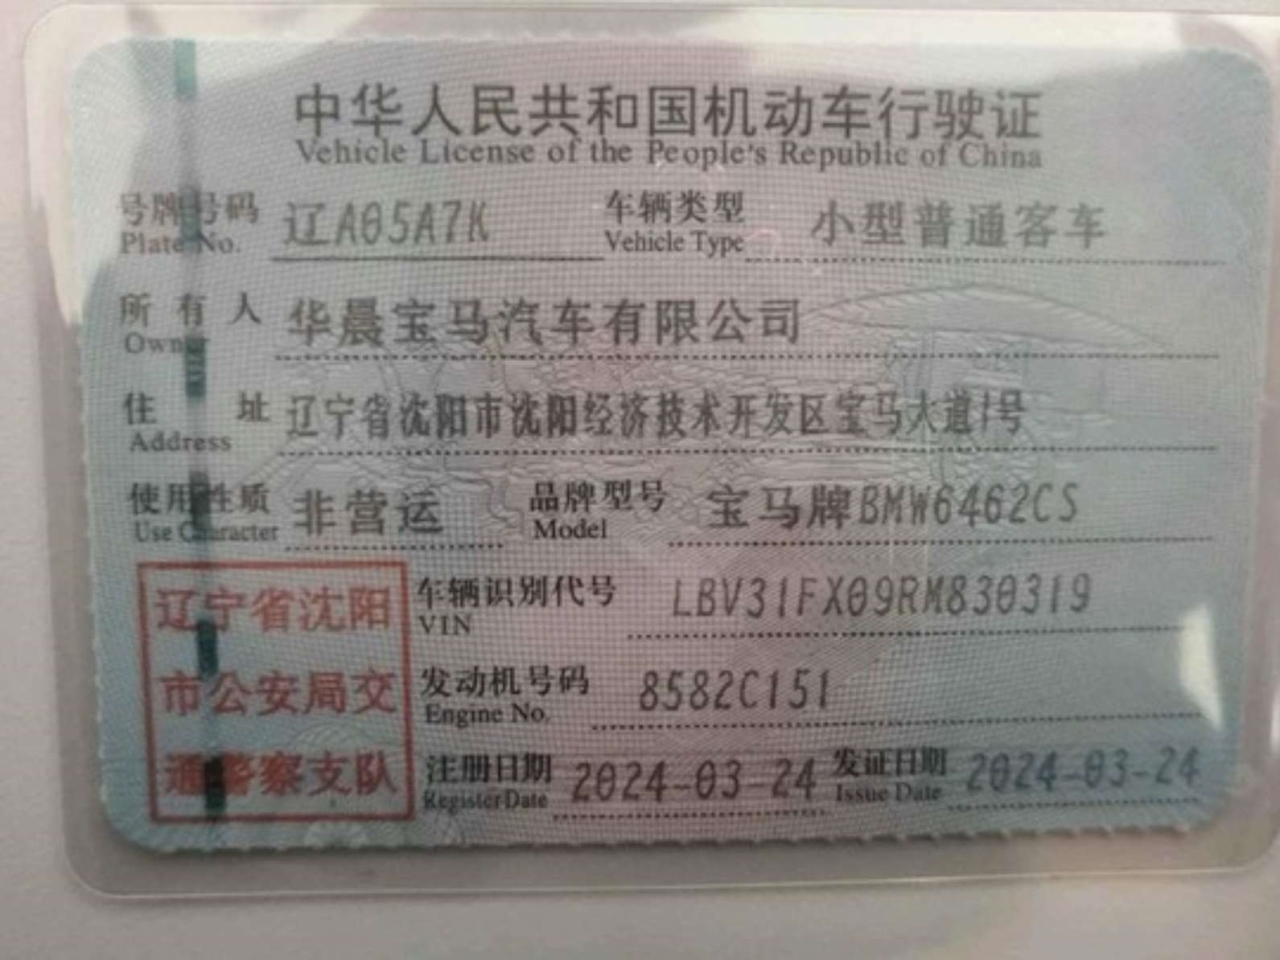 中华人民共和国机动车行驶证
Vehicle License of the People's Republic of China
号牌号码 辽A05A7K 车辆类型 小型普通客车
Plate No. Vehicle Type
所有人 华晨宝马汽车有限公司
Owner
住址 辽宁省沈阳市沈阳经济技术开发区宝马大道1号
Address
使用性质 非营运 品牌型号 宝马牌BMW6462CS
Use Character Model
辽宁省沈阳
市公安局交
通警察支队
车辆识别代号 LBV31FX09RM830319
VIN
发动机号码 8582C151
Engine No.
注册日期 2024-03-24 发证日期 2024-03-24
Register Date Issue Date